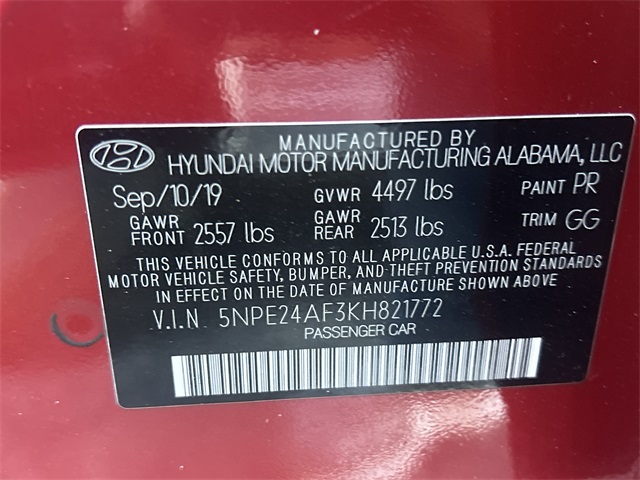 MANUFACTURED BY
HYUNDAI MOTOR MANUFACTURING ALABAMA, LLC
Sep/10/19 GVWR 4497 lbs PAINT PR
GAWR FRONT 2557 lbs GAWR REAR 2513 lbs TRIM GG
THIS VEHICLE CONFORMS TO ALL APPLICABLE U.S.A. FEDERAL
MOTOR VEHICLE SAFETY, BUMPER, AND THEFT PREVENTION STANDARDS
IN EFFECT ON THE DATE OF MANUFACTURE SHOWN ABOVE
V.I.N 5NPE24AF3KH821772
PASSENGER CAR